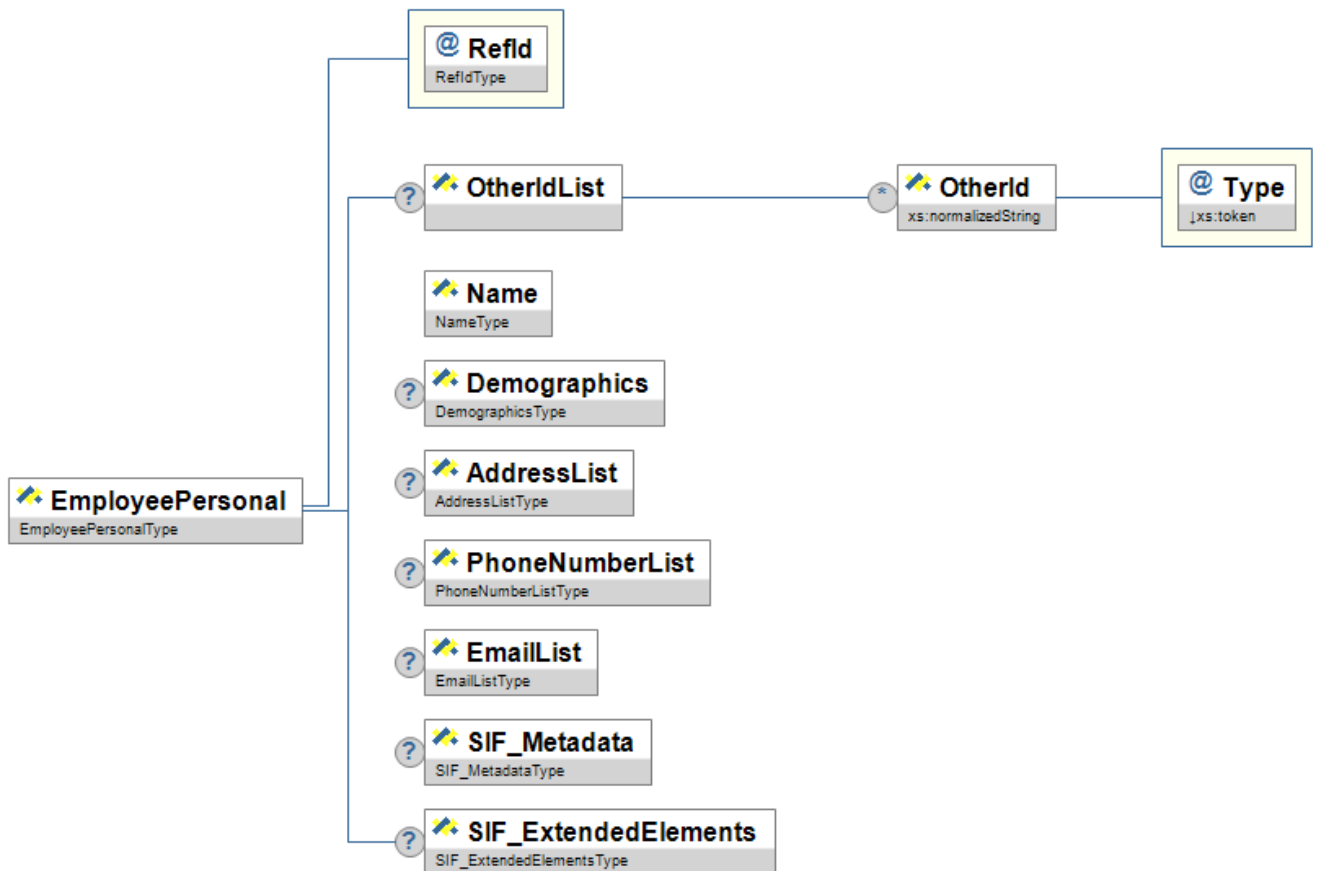 @ RefId
RefIdType
? OtherIdList
* OtherId
xs:normalizedString
@ Type
↓xs:token
Name
NameType
? Demographics
DemographicsType
? AddressList
AddressListType
EmployeePersonal
EmployeePersonalType
? PhoneNumberList
PhoneNumberListType
? EmailList
EmailListType
? SIF_Metadata
SIF_MetadataType
? SIF_ExtendedElements
SIF_ExtendedElementsType